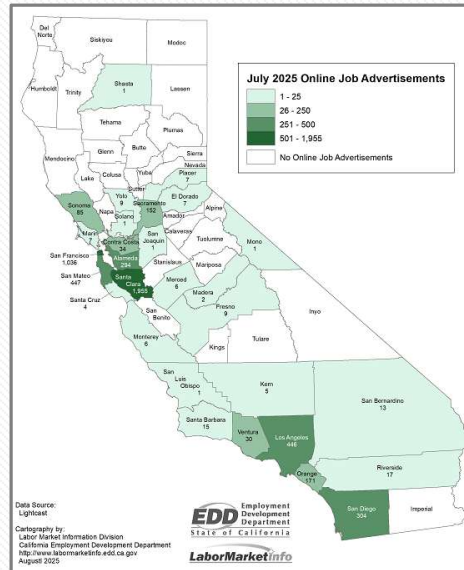 Del
Norte
Siskiyou
Modoc
Humboldt
Trinity
Shasta
1
Lassen
Tehama
Plumas
Mendocino
Glenn
Butte
Sierra
Nevada
Lake
Colusa
Yuba
Sutter
Placer
7
El Dorado
7
Yolo
9
Sonoma
85
Napa
Sacramento
152
Alpine
Amador
Solano
1
Calaveras
Marin
7
Contra Costa
34
San
Joaquin
1
Tuolumne
Mono
1
San Francisco
1,036
Alameda
294
Stanislaus
Mariposa
San Mateo
447
Santa
Clara
1,955
Merced
6
Santa Cruz
4
Madera
2
San
Benito
Fresno
9
Inyo
Monterey
6
Kings
Tulare
San
Luis
Obispo
1
Kern
5
San Bernardino
13
Santa Barbara
15
Ventura
30
Los Angeles
446
Orange
171
Riverside
17
San Diego
304
Imperial
July 2025 Online Job Advertisements
1 - 25
26 - 250
251 - 500
501 - 1,955
No Online Job Advertisements
Data Source:
Lightcast
Cartography by:
Labor Market Information Division
California Employment Development Department
http://www.labormarketinfo.edd.ca.gov
August 2025
EDD Employment
Development
Department
State of California
LaborMarketInfo